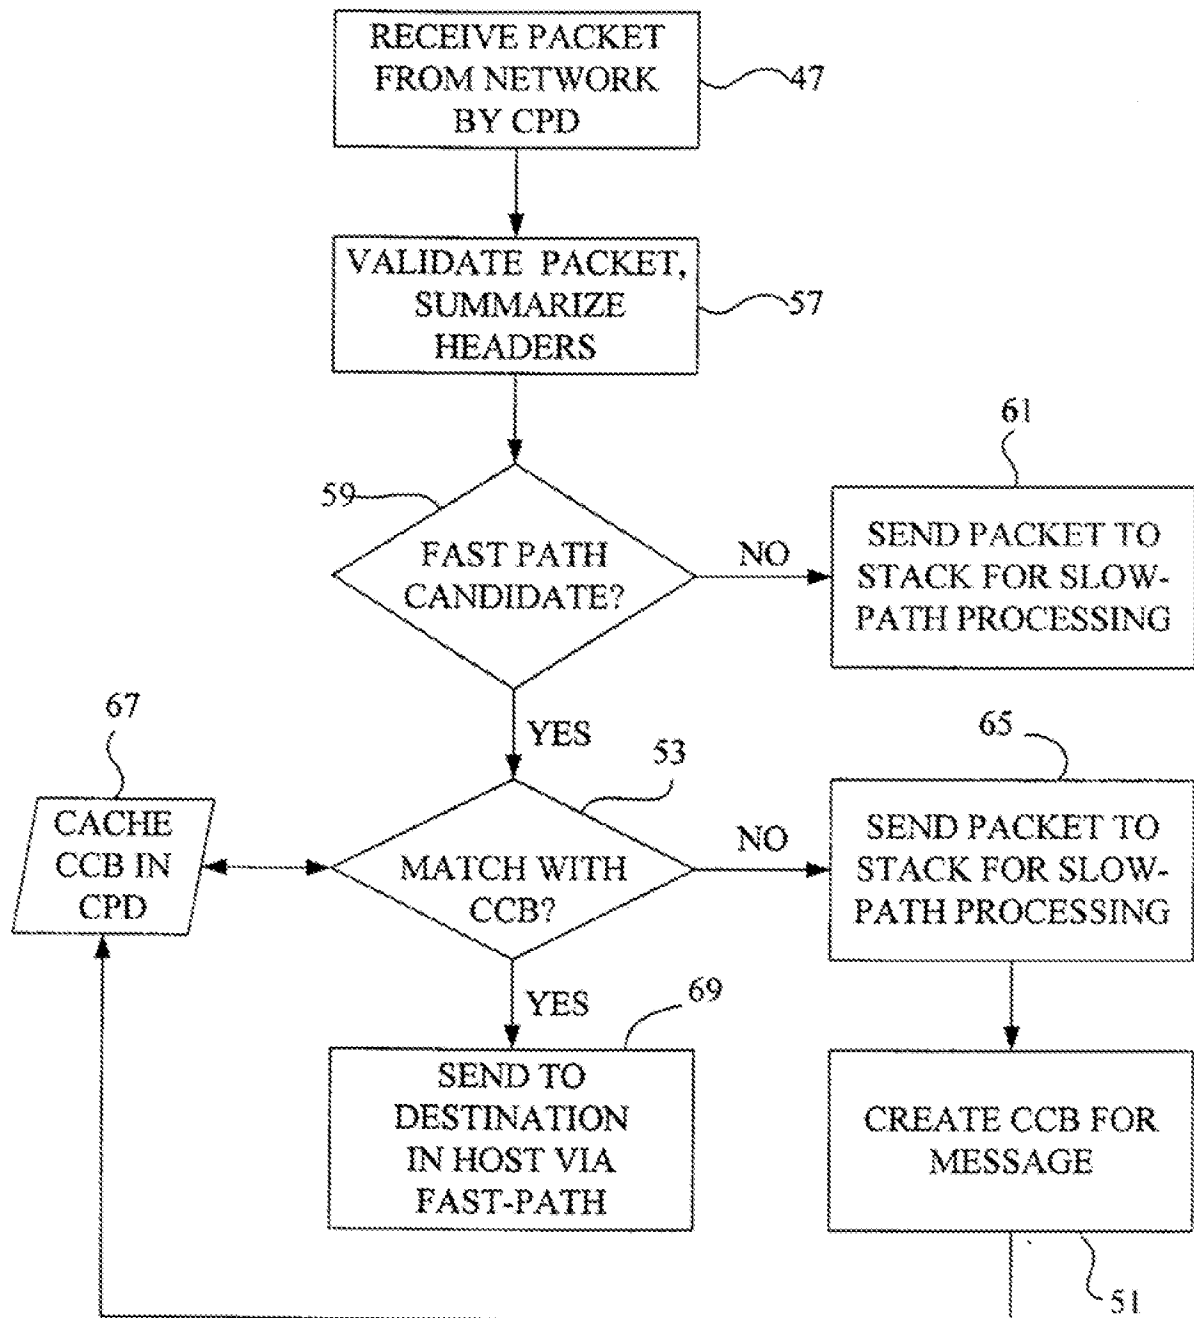 RECEIVE PACKET
FROM NETWORK
BY CPD
47
VALIDATE PACKET,
SUMMARIZE
HEADERS
57
59
FAST PATH
CANDIDATE?
NO
61
SEND PACKET TO
STACK FOR SLOW-
PATH PROCESSING
YES
67
CACHE
CCB IN
CPD
53
MATCH WITH
CCB?
NO
65
SEND PACKET TO
STACK FOR SLOW-
PATH PROCESSING
YES
69
SEND TO
DESTINATION
IN HOST VIA
FAST-PATH
CREATE CCB FOR
MESSAGE
51